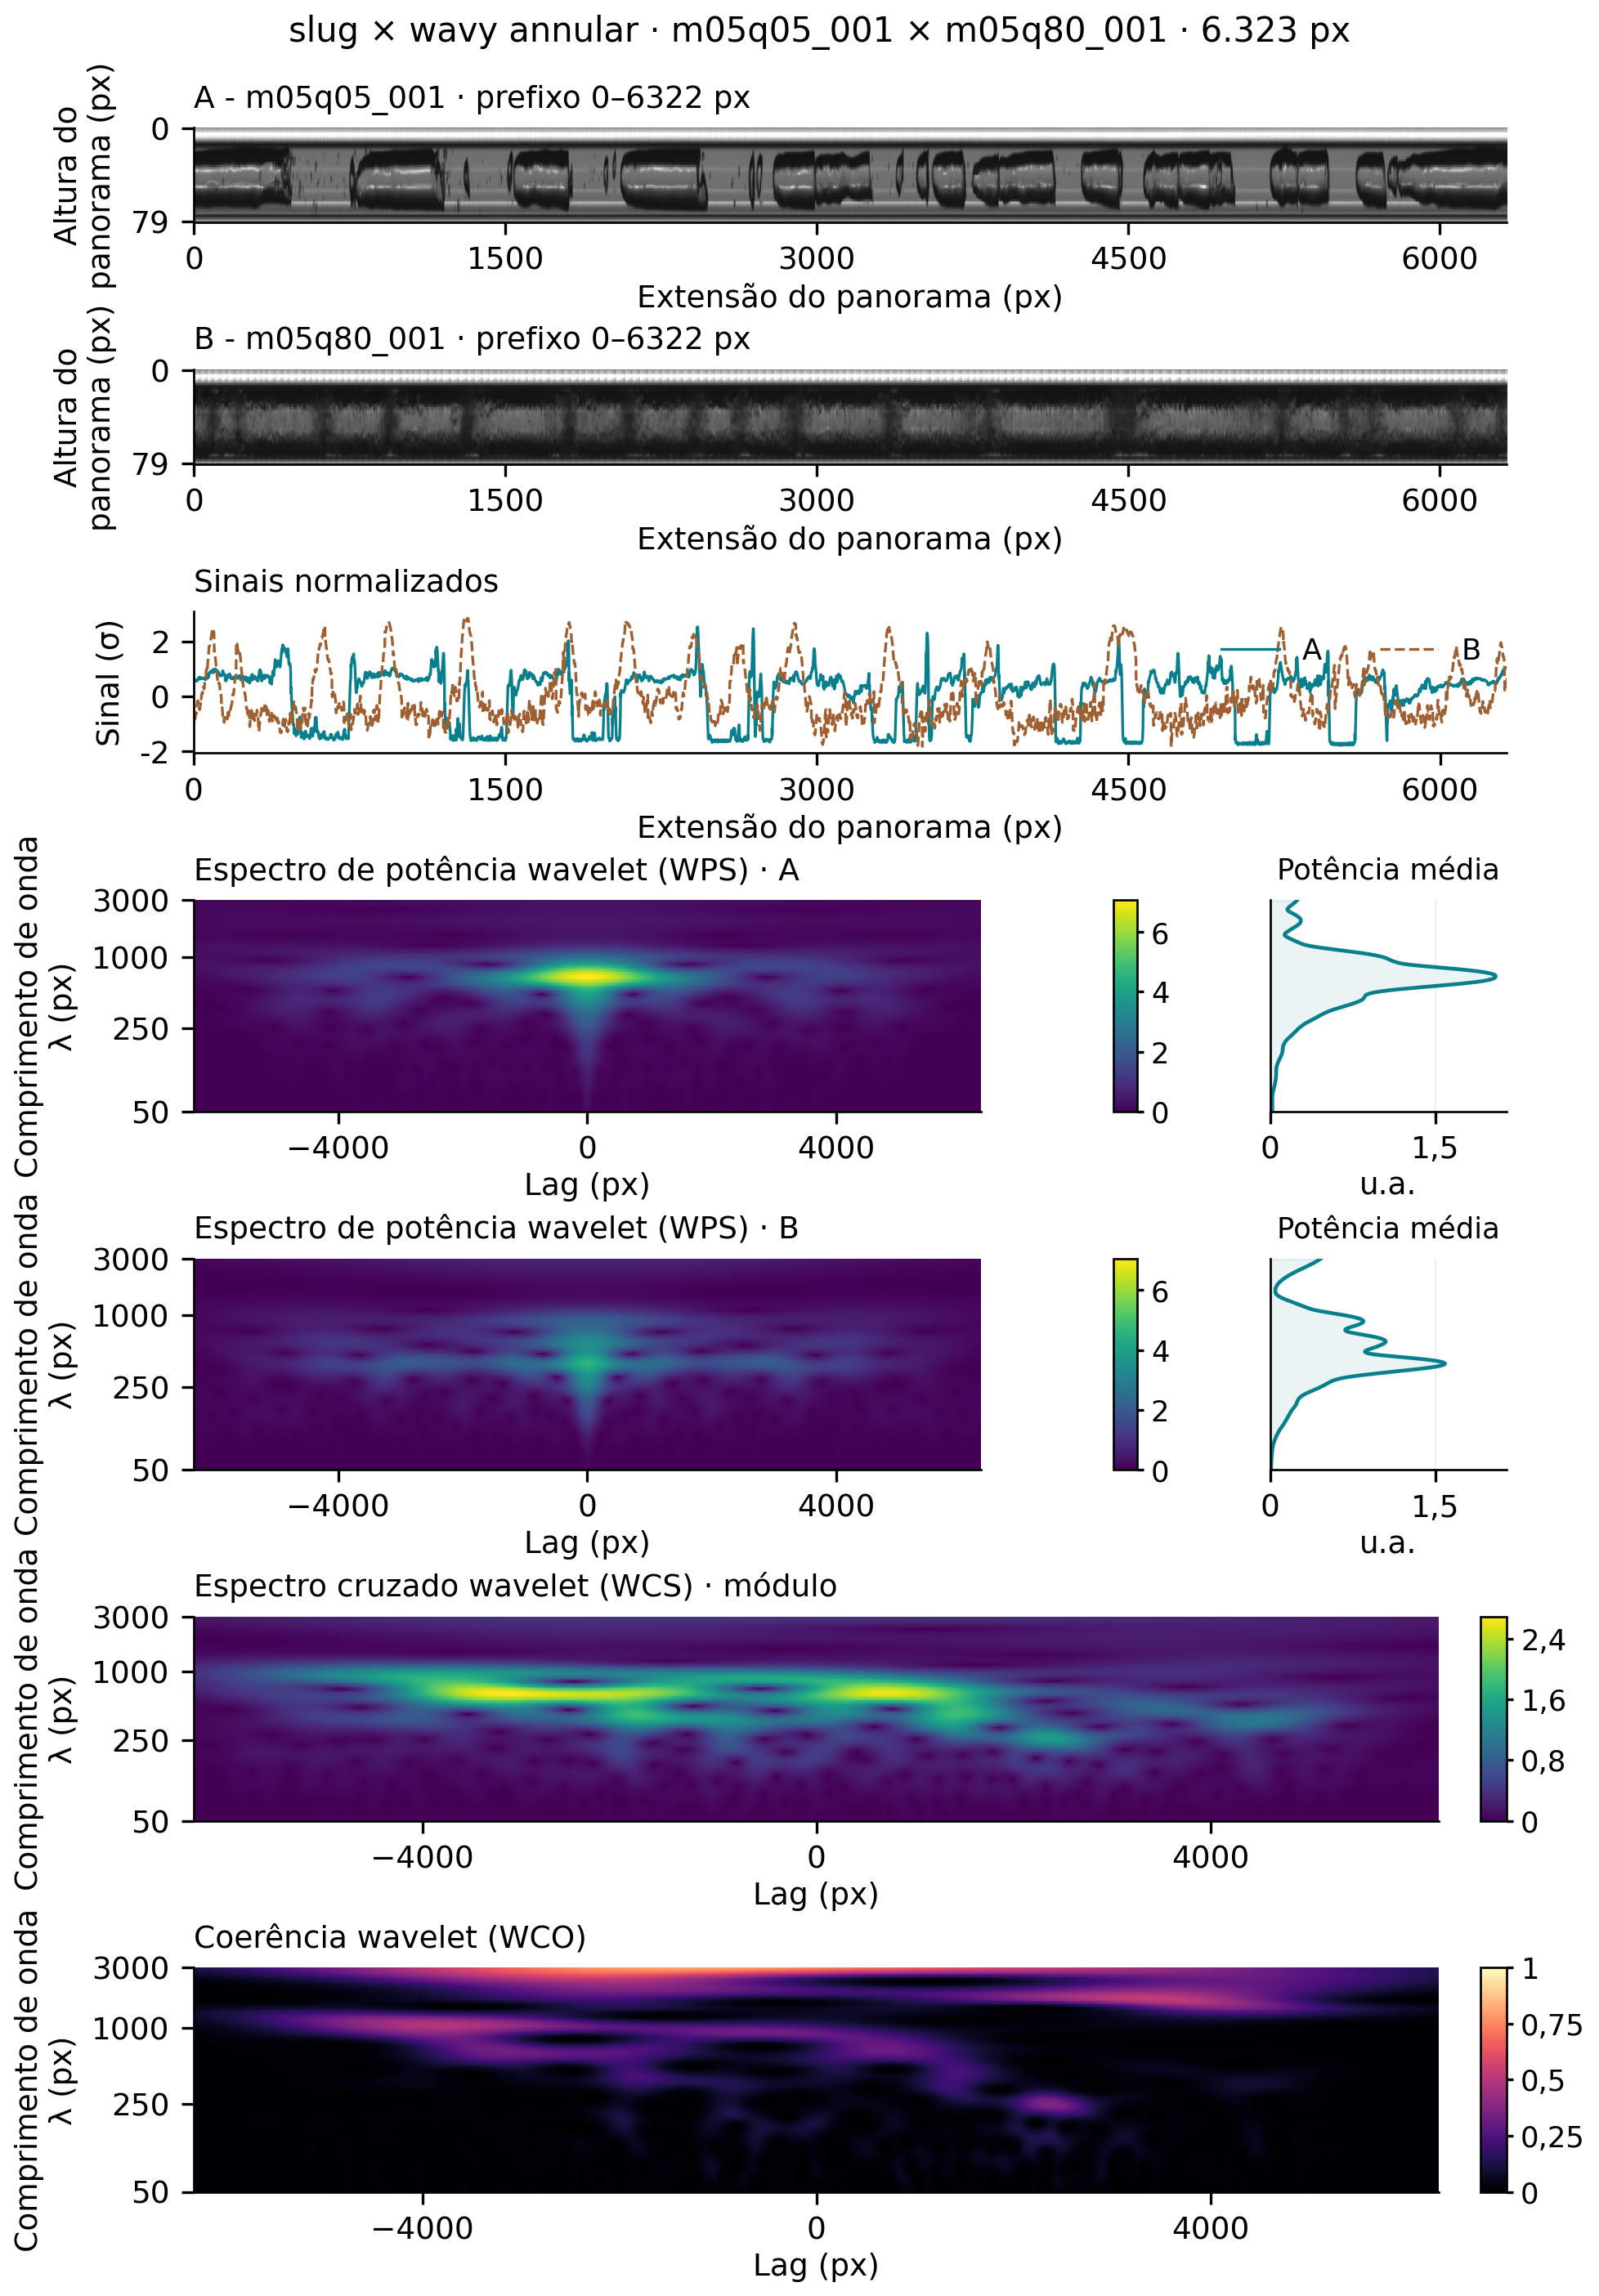 slug × wavy annular · m05q05_001 × m05q80_001 · 6.323 px
A - m05q05_001 · prefixo 0–6322 px
Altura do
panorama (px)
0
79
0 1500 3000 4500 6000
Extensão do panorama (px)
B - m05q80_001 · prefixo 0–6322 px
Altura do
panorama (px)
0
79
0 1500 3000 4500 6000
Extensão do panorama (px)
Sinais normalizados
Sinal (σ)
2
0
-2
A B
0 1500 3000 4500 6000
Extensão do panorama (px)
Espectro de potência wavelet (WPS) · A
Comprimento de onda
λ (px)
3000
1000
250
50
−4000 0 4000
Lag (px)
6
4
2
0
Potência média
0 1,5
u.a.
Espectro de potência wavelet (WPS) · B
Comprimento de onda
λ (px)
3000
1000
250
50
−4000 0 4000
Lag (px)
6
4
2
0
Potência média
0 1,5
u.a.
Espectro cruzado wavelet (WCS) · módulo
Comprimento de onda
λ (px)
3000
1000
250
50
−4000 0 4000
Lag (px)
2,4
1,6
0,8
0
Coerência wavelet (WCO)
Comprimento de onda
λ (px)
3000
1000
250
50
−4000 0 4000
Lag (px)
1
0,75
0,5
0,25
0